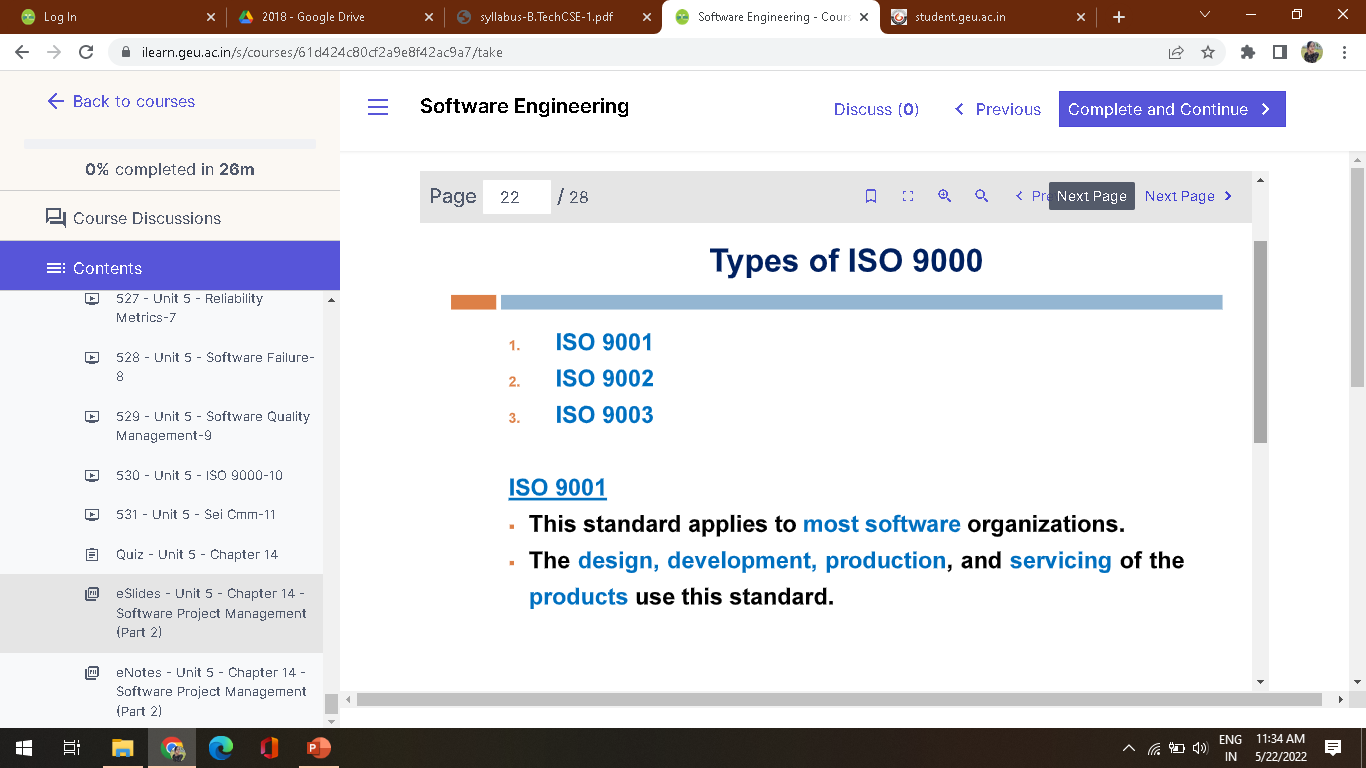 Log In
2018 - Google Drive
syllabus-B.TechCSE-1.pdf
Software Engineering - Cours
student.geu.ac.in
ilearn.geu.ac.in/s/courses/61d424c80cf2a9e8f42ac9a7/take
Back to courses
0% completed in 26m
Course Discussions
Contents
527 - Unit 5 - Reliability
Metrics-7
528 - Unit 5 - Software Failure-
8
529 - Unit 5 - Software Quality
Management-9
530 - Unit 5 - ISO 9000-10
531 - Unit 5 - Sei Cmm-11
Quiz - Unit 5 - Chapter 14
eSlides - Unit 5 - Chapter 14 -
Software Project Management
(Part 2)
eNotes - Unit 5 - Chapter 14 -
Software Project Management
(Part 2)
Software Engineering
Discuss (0)
Previous
Complete and Continue
Page 22 / 28
Pre
Next Page
Next Page
Types of ISO 9000
1. ISO 9001
2. ISO 9002
3. ISO 9003
ISO 9001
▪ This standard applies to most software organizations.
▪ The design, development, production, and servicing of the
products use this standard.
ENG
IN
11:34 AM
5/22/2022